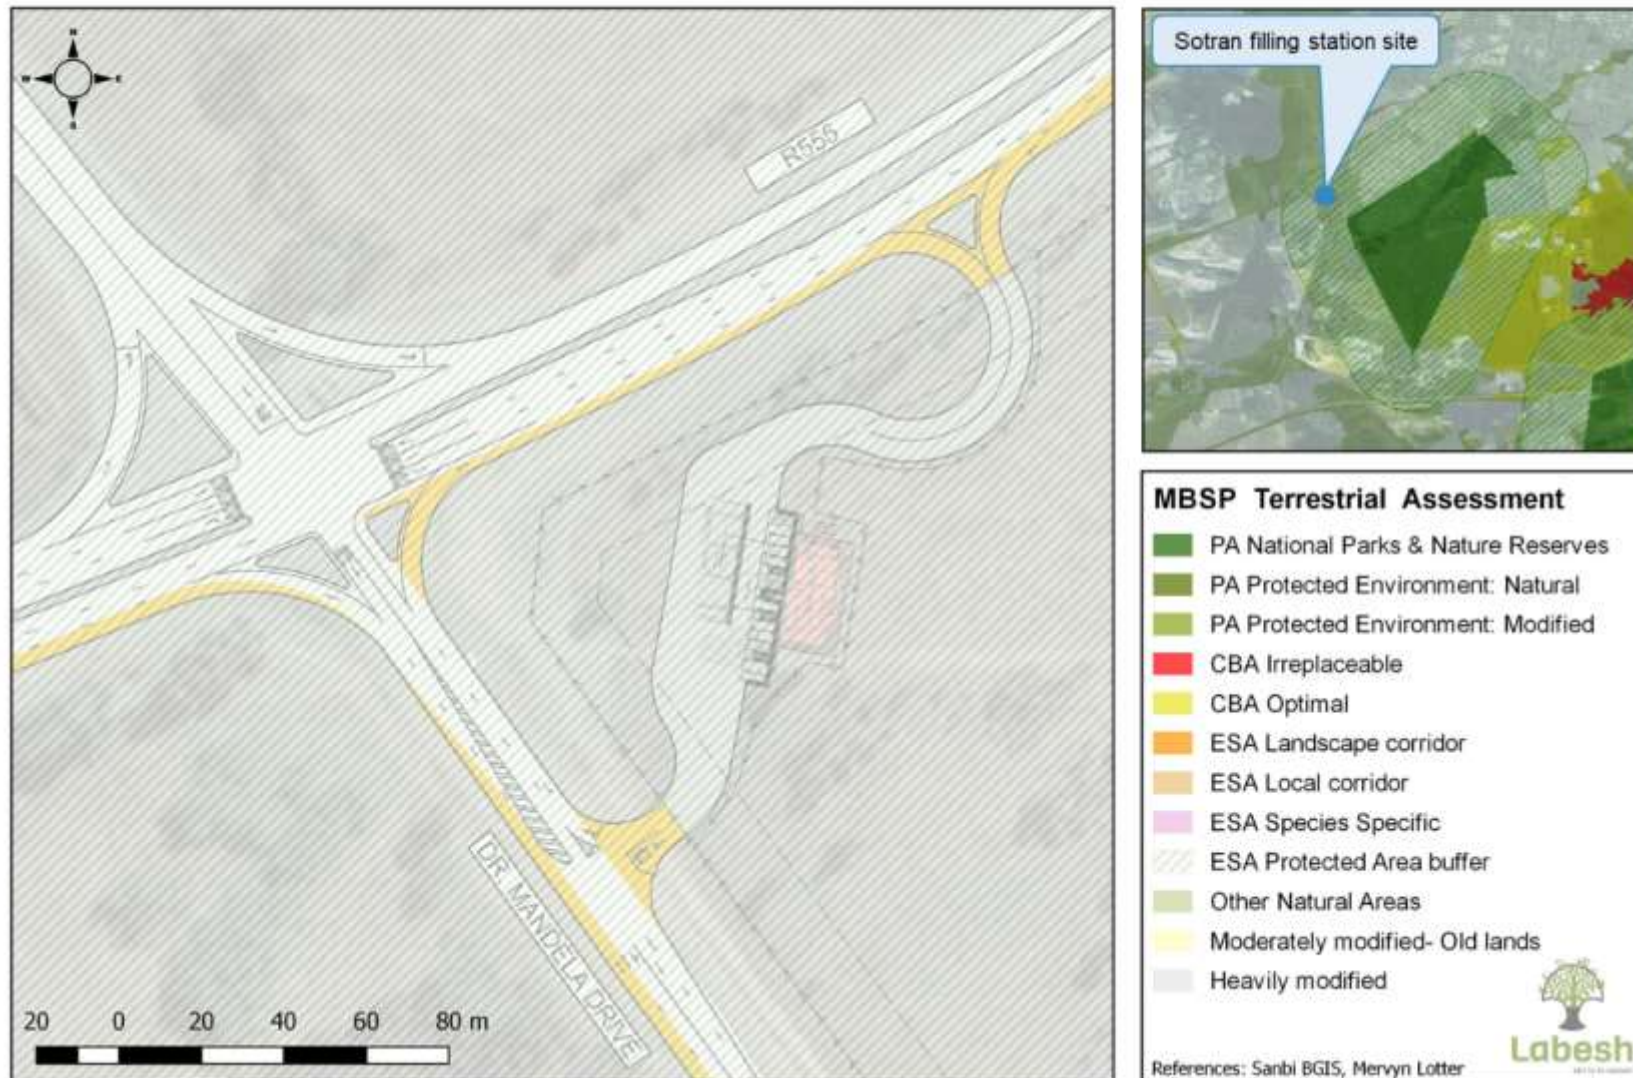 N
W
E
S
R555
DR. MANDELA DRIVE
20 0 20 40 60 80 m
Sotran filling station site
MBSP Terrestrial Assessment
PA National Parks & Nature Reserves
PA Protected Environment: Natural
PA Protected Environment: Modified
CBA Irreplaceable
CBA Optimal
ESA Landscape corridor
ESA Local corridor
ESA Species Specific
ESA Protected Area buffer
Other Natural Areas
Moderately modified- Old lands
Heavily modified
Labesh
References: Sanbi BGIS, Mervyn Lotter